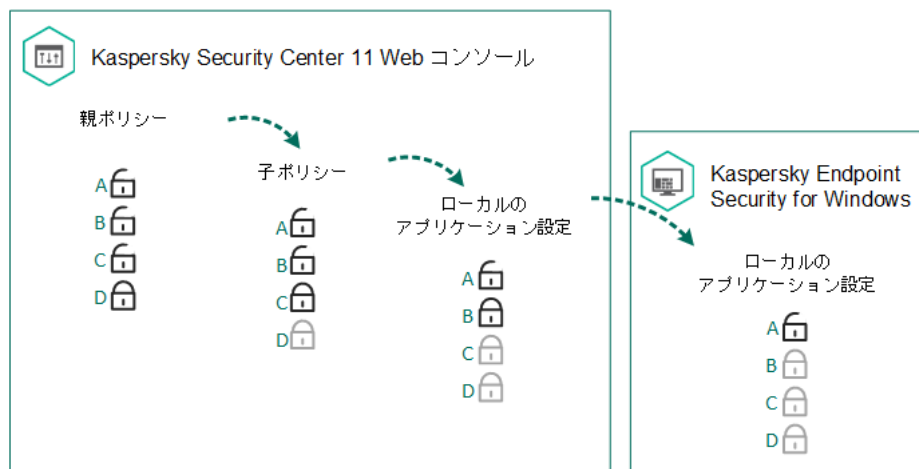 Kaspersky Security Center 11 Web コンソール
親ポリシー
A
B
C
D
子ポリシー
A
B
C
D
ローカルの
アプリケーション設定
A
B
C
D
Kaspersky Endpoint
Security for Windows
ローカルの
アプリケーション設定
A
B
C
D